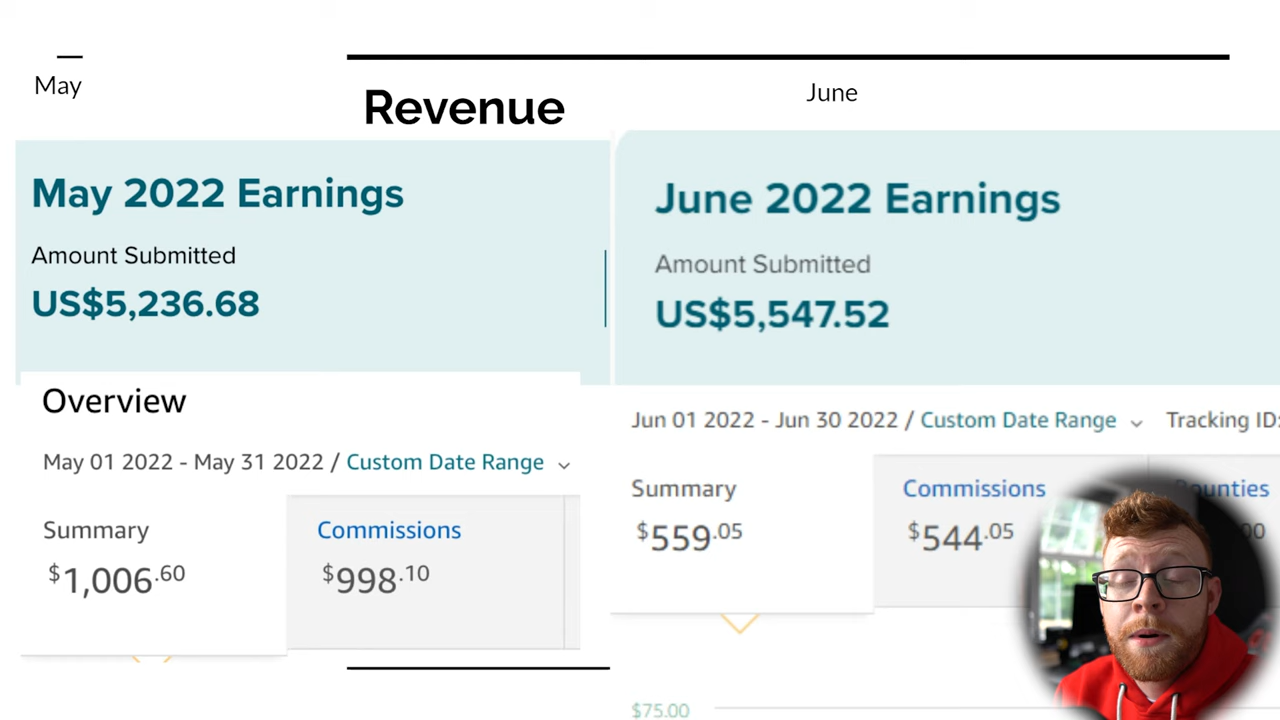 May
Revenue
June
May 2022 Earnings
Amount Submitted
US$5,236.68
Overview
May 01 2022 - May 31 2022 / Custom Date Range
Summary
$1,006.60
Commissions
$998.10
June 2022 Earnings
Amount Submitted
US$5,547.52
Jun 01 2022 - Jun 30 2022 / Custom Date Range Tracking ID:
Summary
$559.05
Commissions
$544.05
$75.00